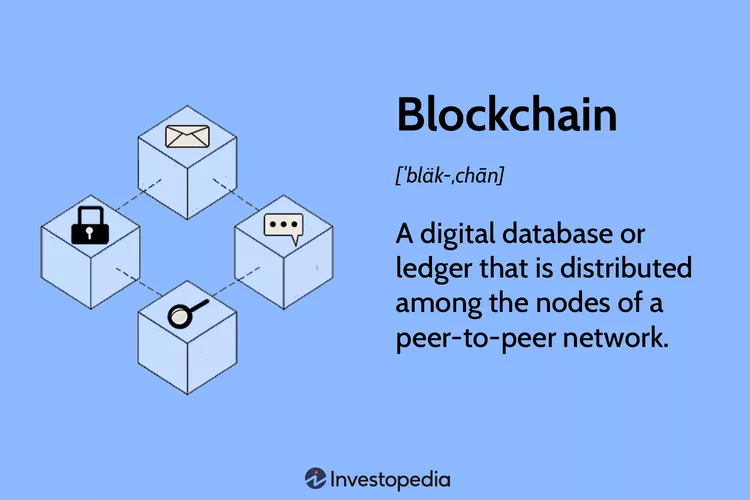 Blockchain
[ˈbläk-ˌchān]
A digital database or
ledger that is distributed
among the nodes of a
peer-to-peer network.
Investopedia